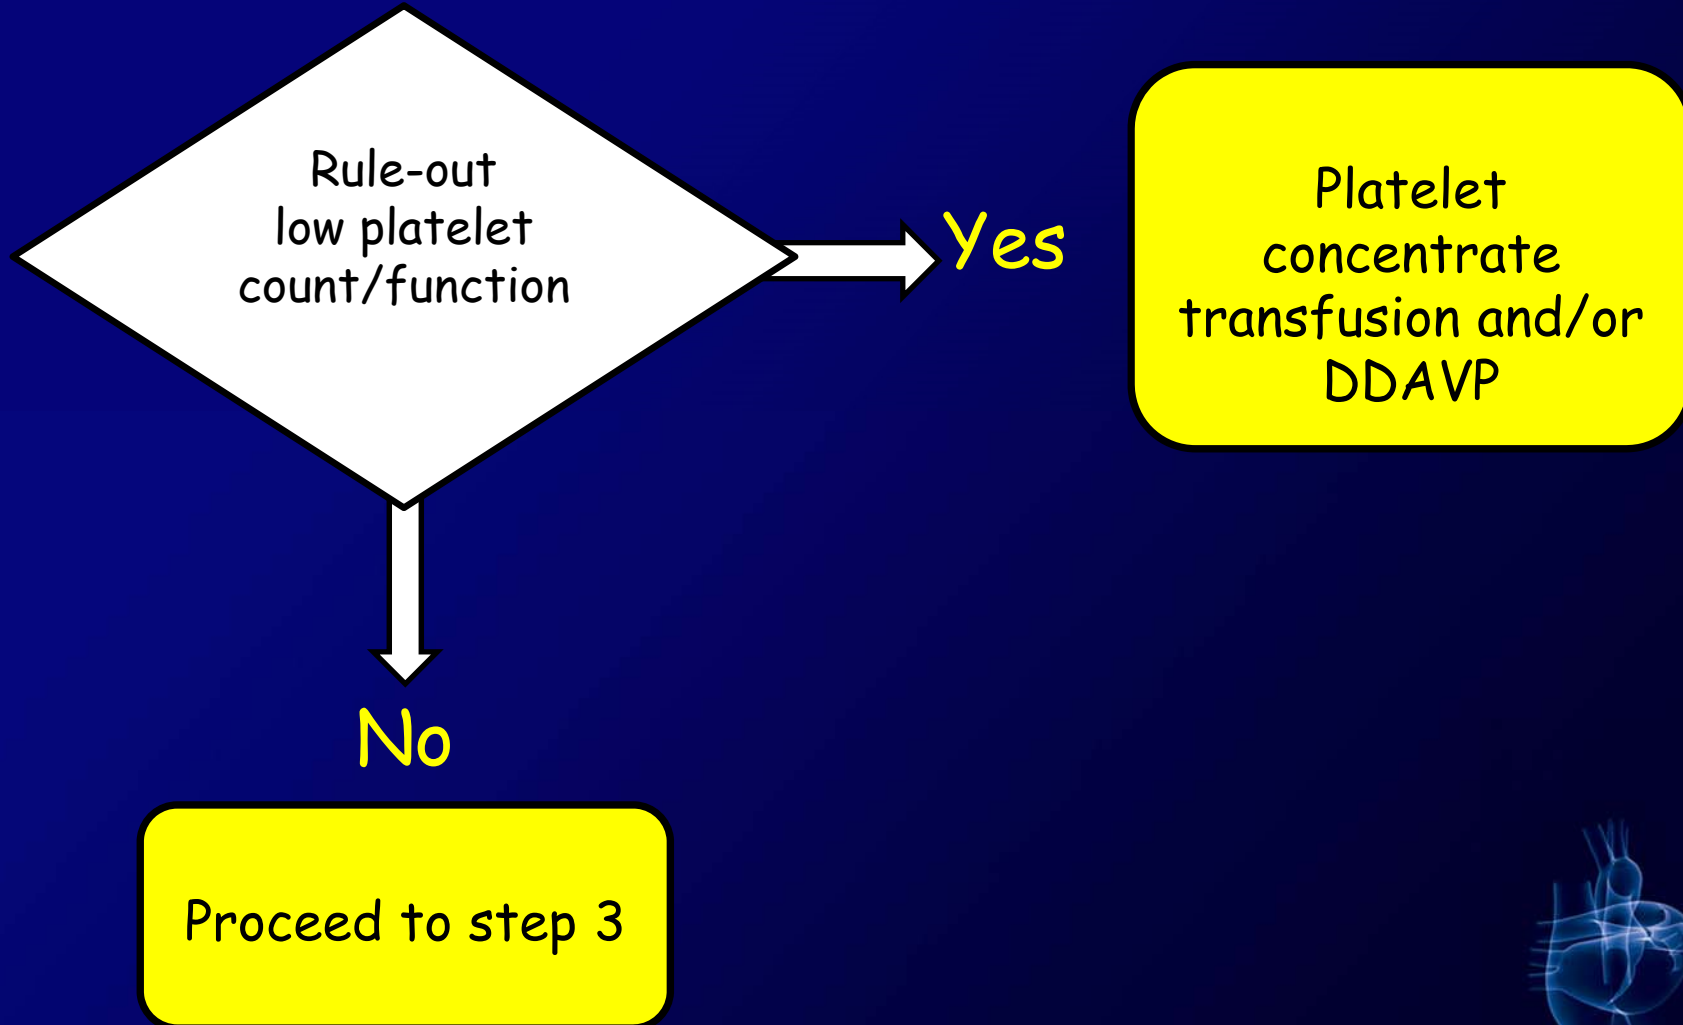 Rule-out
low platelet
count/function
Yes
Platelet
concentrate
transfusion and/or
DDAVP
No
Proceed to step 3